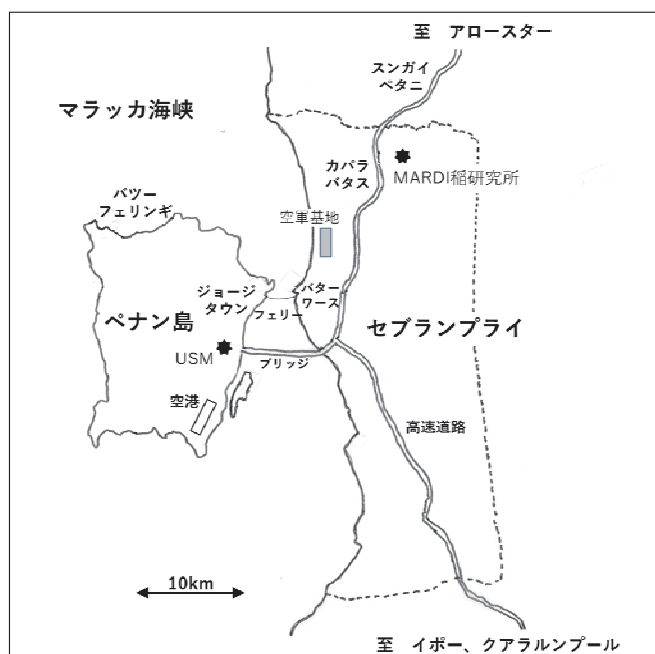 至 アロースター
スンガイ
ペタニ
マラッカ海峡
カパラ
バタス
MARDI稲研究所
バツー
フェリンギ
空軍基地
ジョージ
タウン
バター
ワース
フェリー
ペナン島
セブランプライ
USM
ブリッジ
空港
高速道路
10km
至 イポー、クアラルンプール